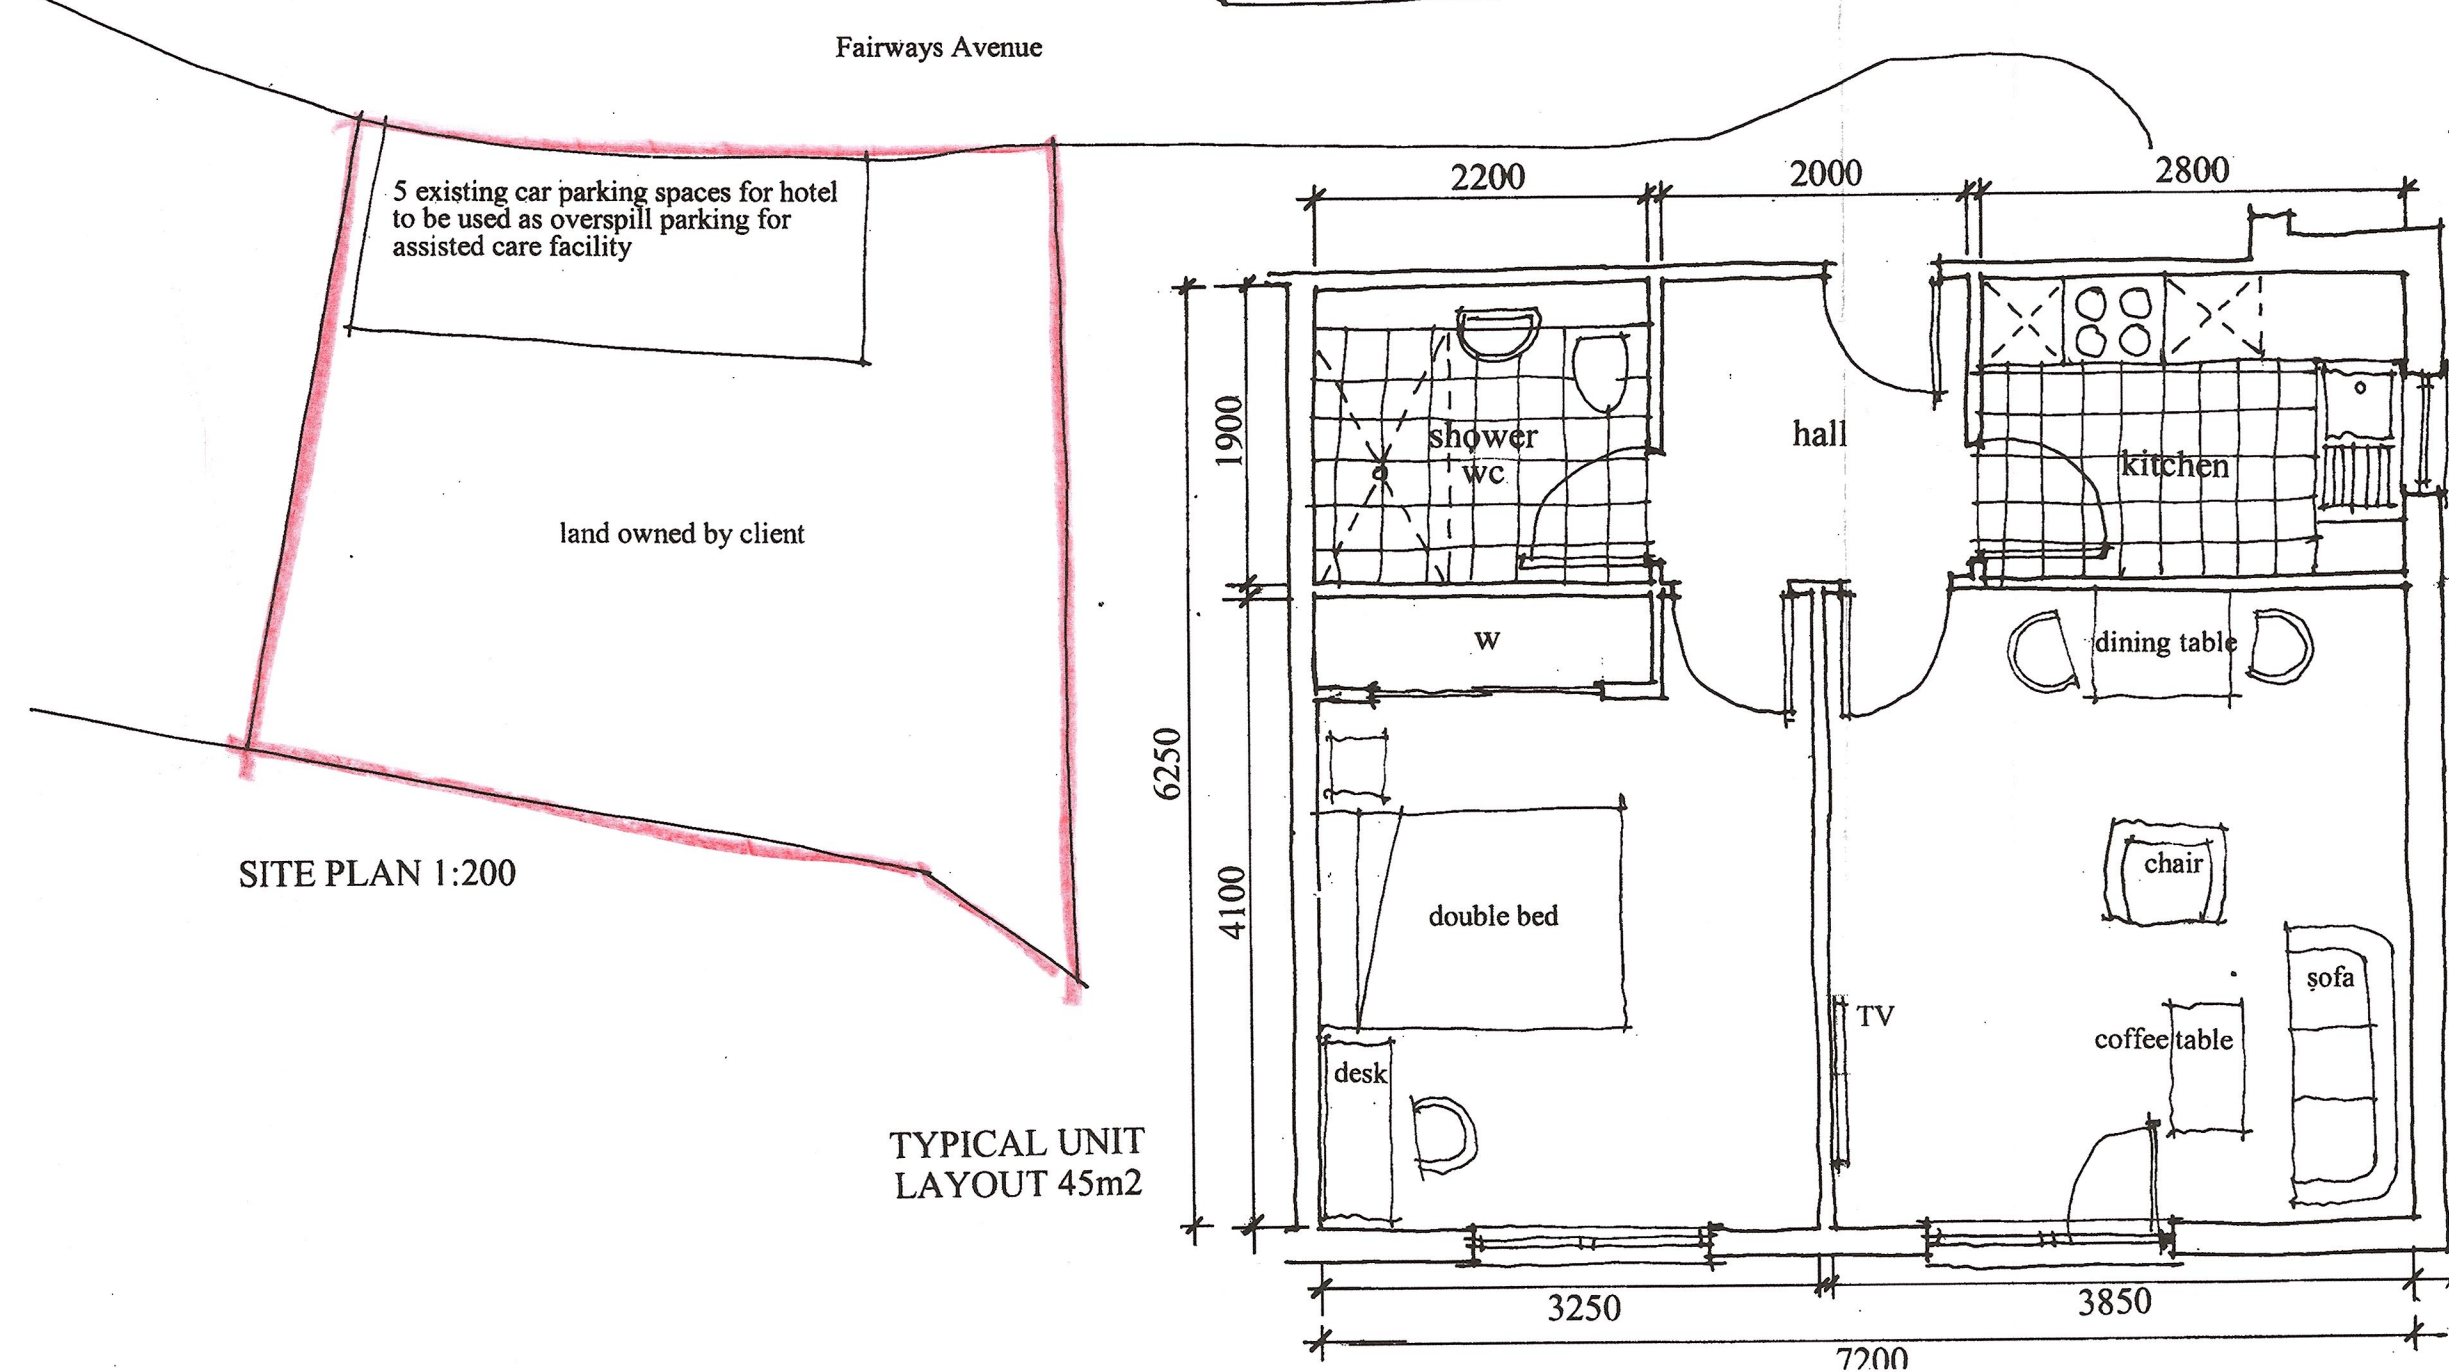 Fairways Avenue
5 existing car parking spaces for hotel
to be used as overspill parking for
assisted care facility
land owned by client
SITE PLAN 1:200
TYPICAL UNIT
LAYOUT 45m2
2200
2000
2800
1900
6250
4100
shower
wc
hall
kitchen
w
dining table
chair
double bed
sofa
TV
coffee table
desk
3250
3850
7200